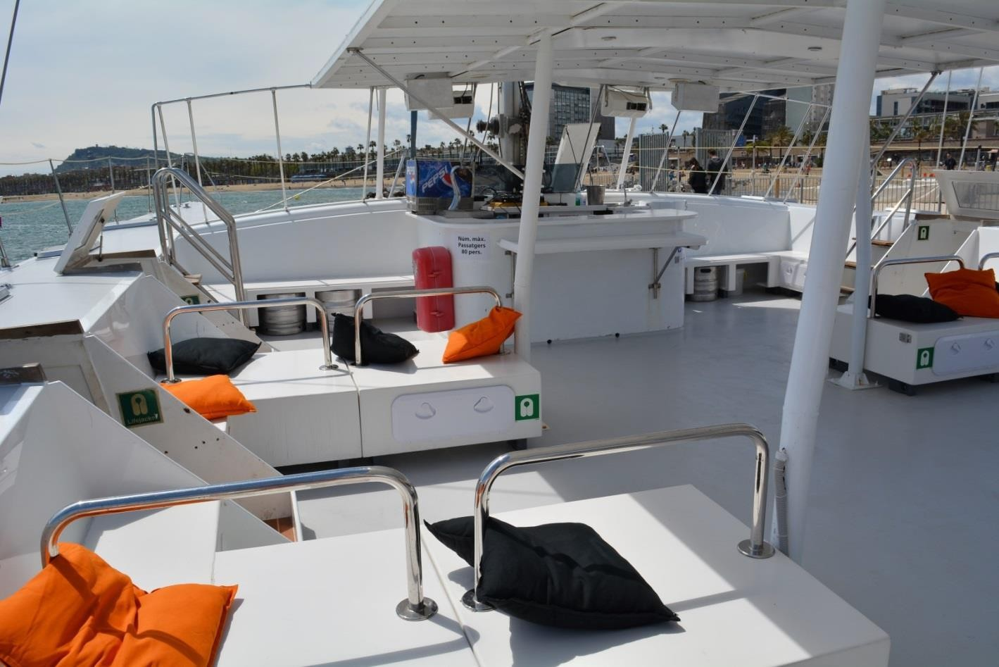 PEPSI
Núm. màx.
Passatgers
80 pers.
Lifejacket